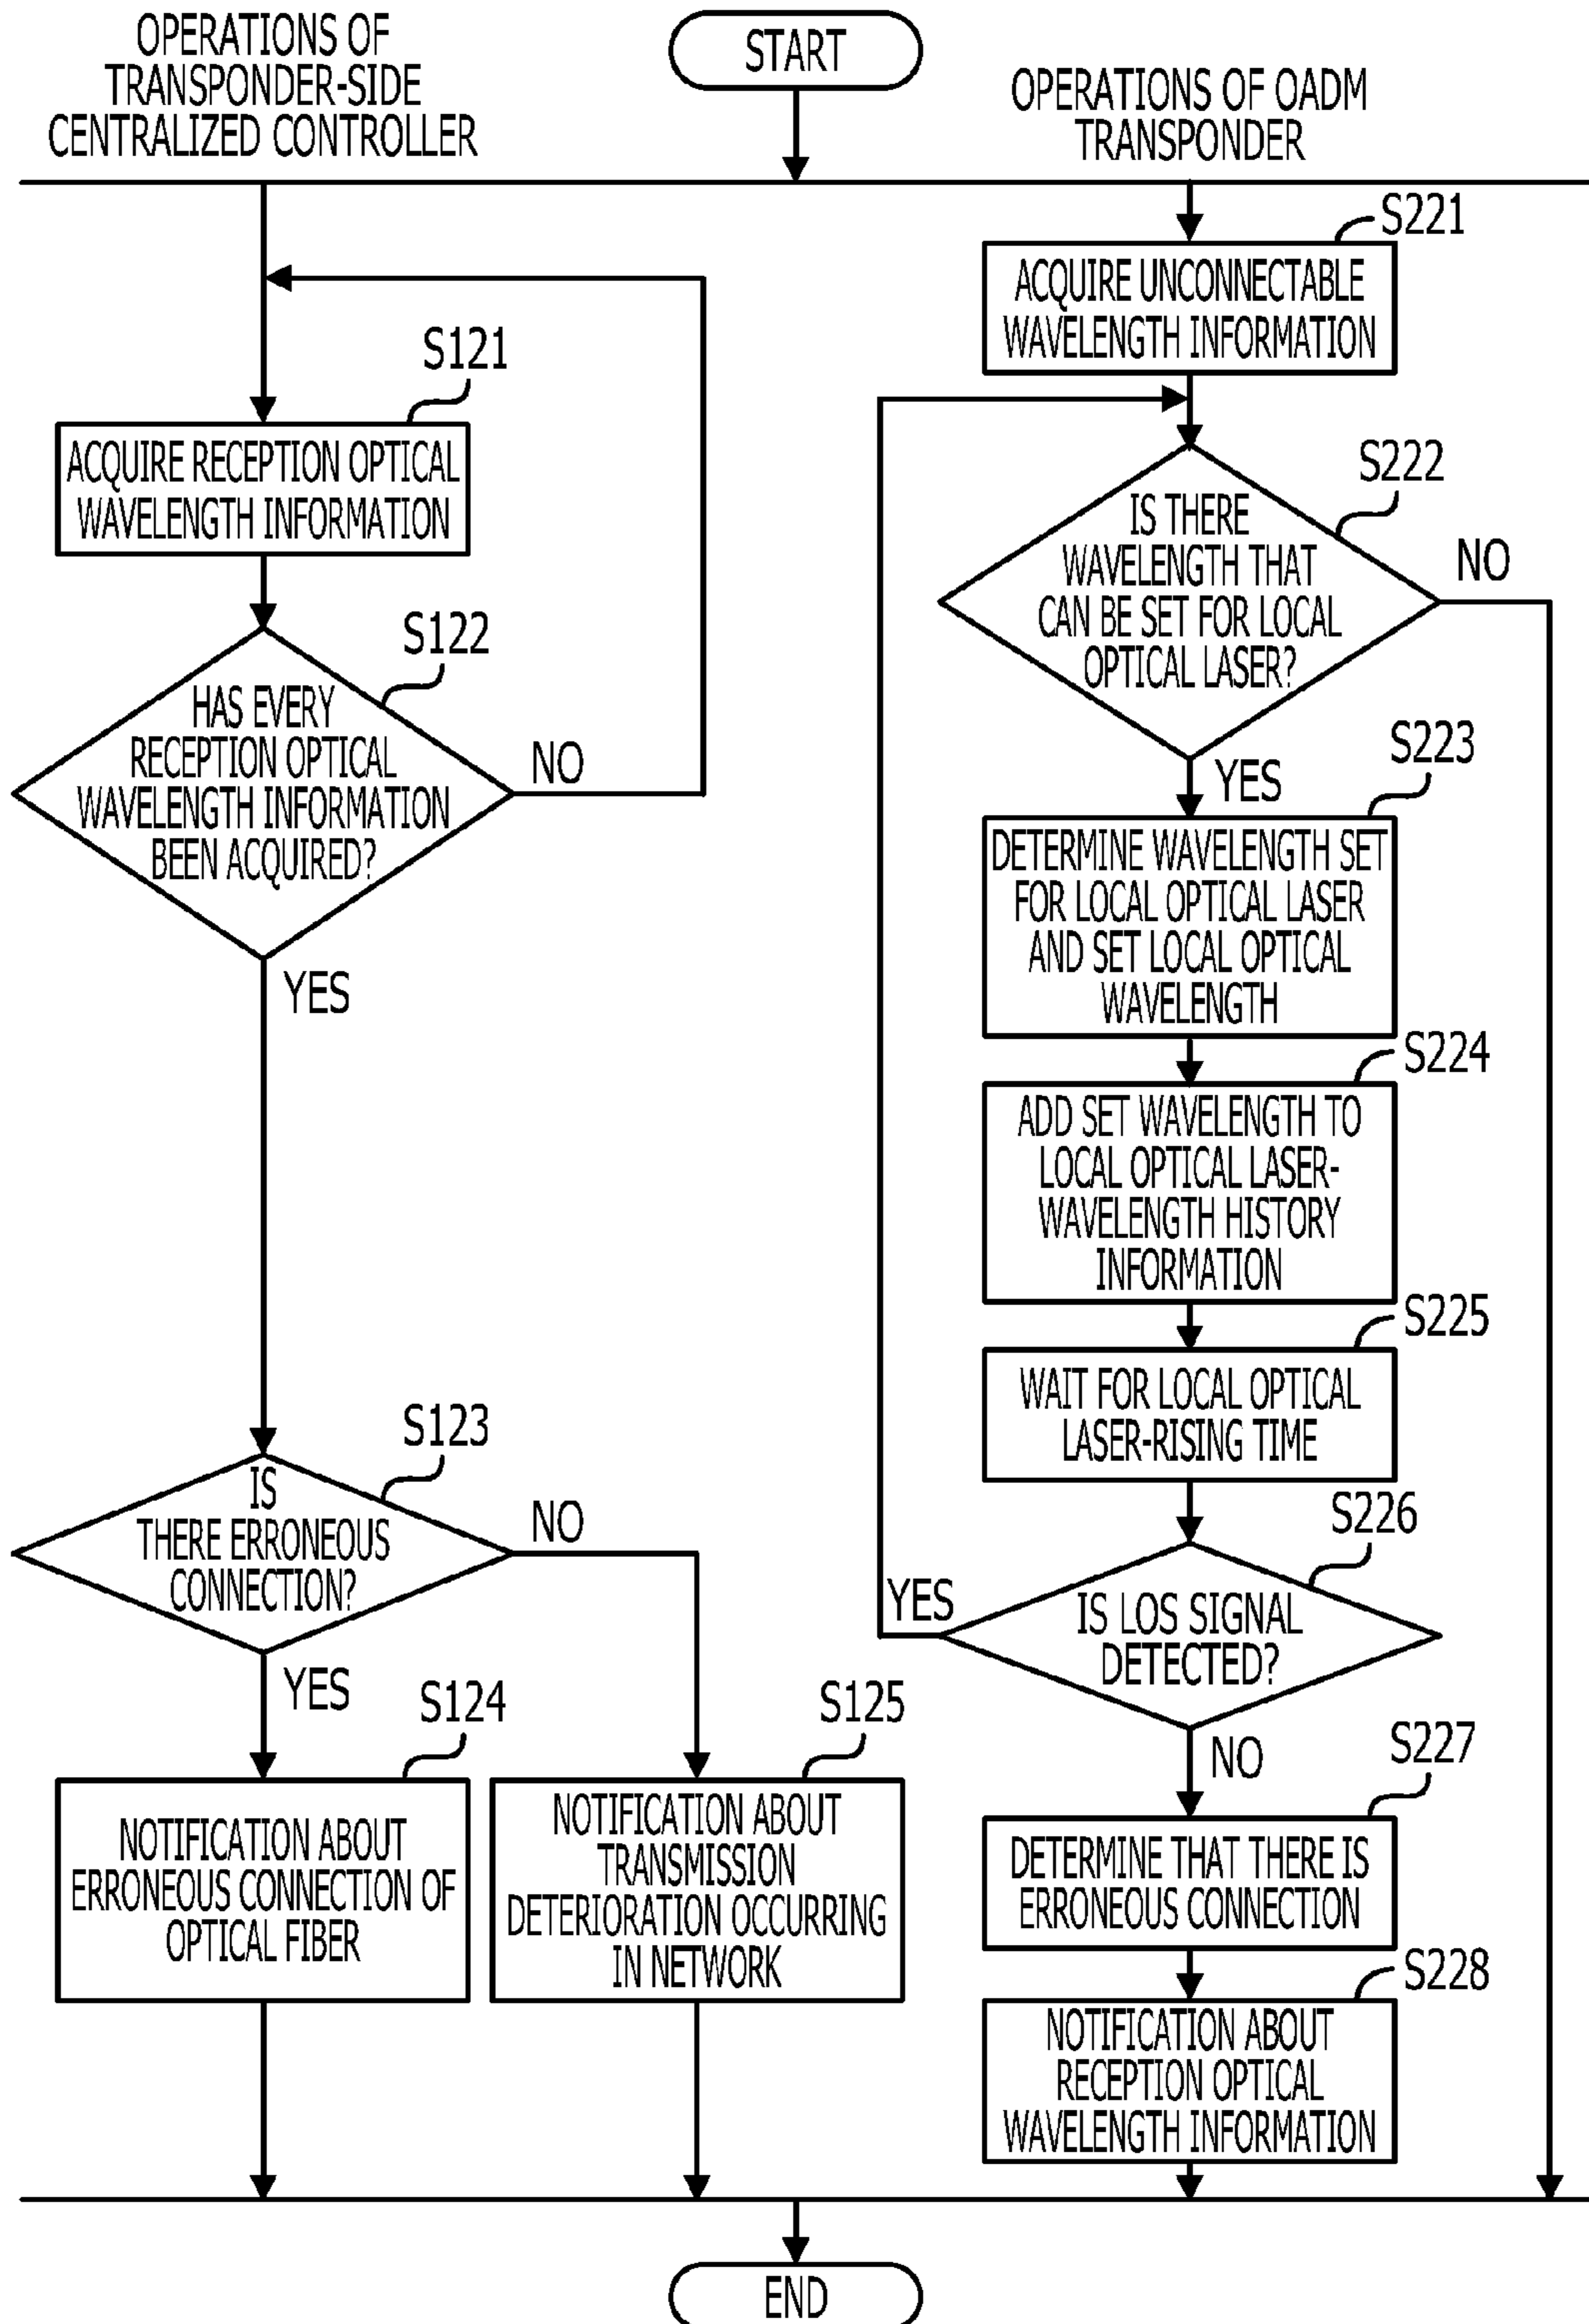 OPERATIONS OF
TRANSPONDER-SIDE
CENTRALIZED CONTROLLER
START
OPERATIONS OF OADM
TRANSPONDER
S121
ACQUIRE RECEPTION OPTICAL
WAVELENGTH INFORMATION
S122
HAS EVERY
RECEPTION OPTICAL
WAVELENGTH INFORMATION
BEEN ACQUIRED?
NO
YES
S123
IS
THERE ERRONEOUS
CONNECTION?
NO
YES
S124
NOTIFICATION ABOUT
ERRONEOUS CONNECTION OF
OPTICAL FIBER
S125
NOTIFICATION ABOUT
TRANSMISSION
DETERIORATION OCCURRING
IN NETWORK
S221
ACQUIRE UNCONNECTABLE
WAVELENGTH INFORMATION
S222
IS THERE
WAVELENGTH THAT
CAN BE SET FOR LOCAL
OPTICAL LASER?
NO
YES
S223
DETERMINE WAVELENGTH SET
FOR LOCAL OPTICAL LASER
AND SET LOCAL OPTICAL
WAVELENGTH
S224
ADD SET WAVELENGTH TO
LOCAL OPTICAL LASER-
WAVELENGTH HISTORY
INFORMATION
S225
WAIT FOR LOCAL OPTICAL
LASER-RISING TIME
S226
IS LOS SIGNAL
DETECTED?
YES
NO
S227
DETERMINE THAT THERE IS
ERRONEOUS CONNECTION
S228
NOTIFICATION ABOUT
RECEPTION OPTICAL
WAVELENGTH INFORMATION
END